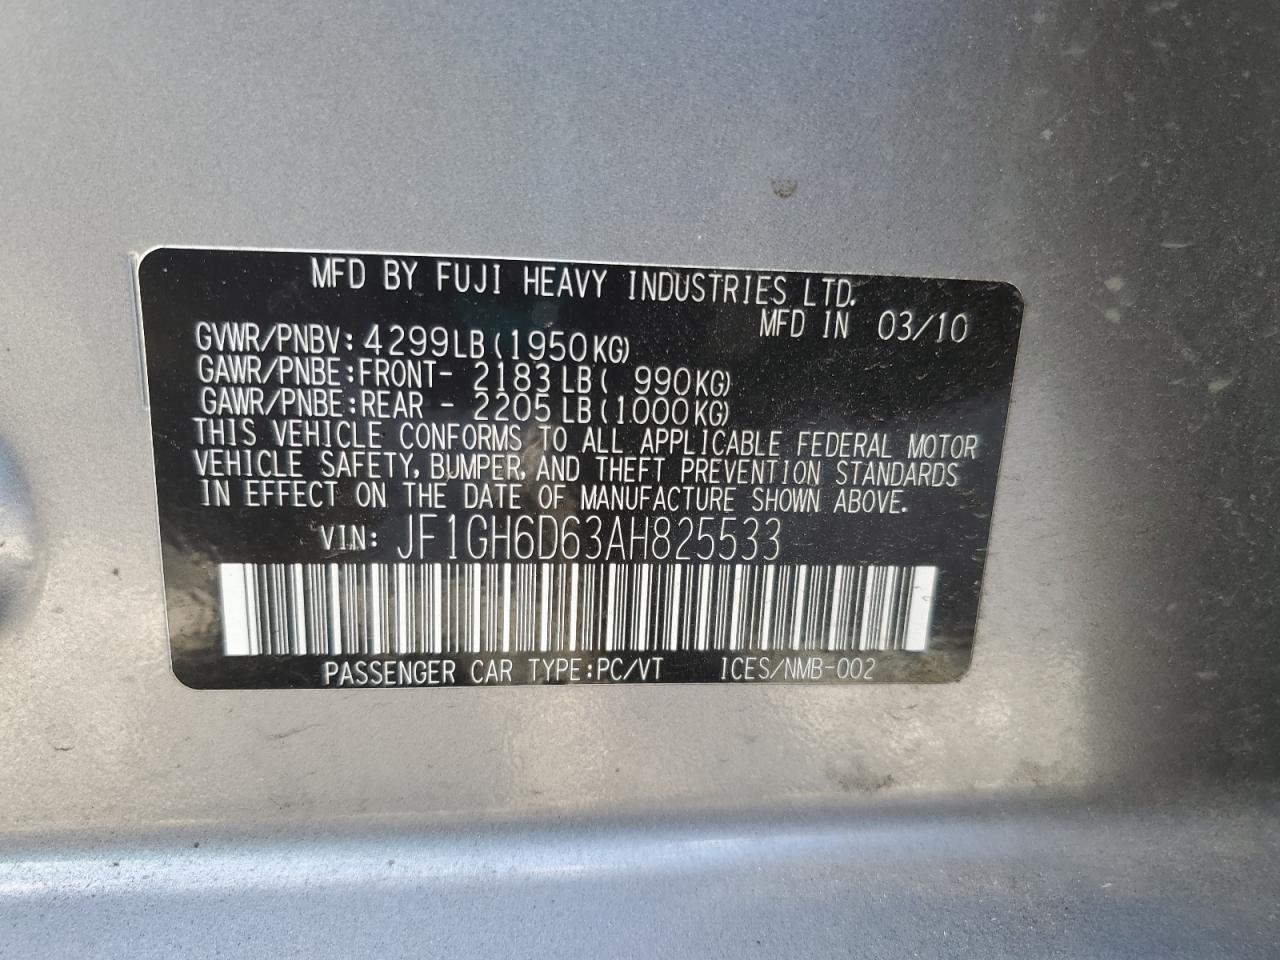 MFD BY FUJI HEAVY INDUSTRIES LTD.
MFD IN 03/10
GVWR/PNBV: 4299LB(1950KG)
GAWR/PNBE:FRONT- 2183LB( 990KG)
GAWR/PNBE:REAR - 2205LB(1000KG)
THIS VEHICLE CONFORMS TO ALL APPLICABLE FEDERAL MOTOR
VEHICLE SAFETY, BUMPER, AND THEFT PREVENTION STANDARDS
IN EFFECT ON THE DATE OF MANUFACTURE SHOWN ABOVE.
VIN: JF1GH6D63AH825533
PASSENGER CAR TYPE:PC/VT ICES/NMB-002